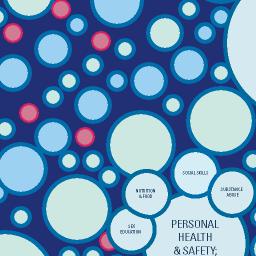 SOCIAL SKILLS
NUTRITION
& FOOD
SUBSTANCE
ABUSE
SEX
EDUCATION
PERSONAL
HEALTH
& SAFETY;